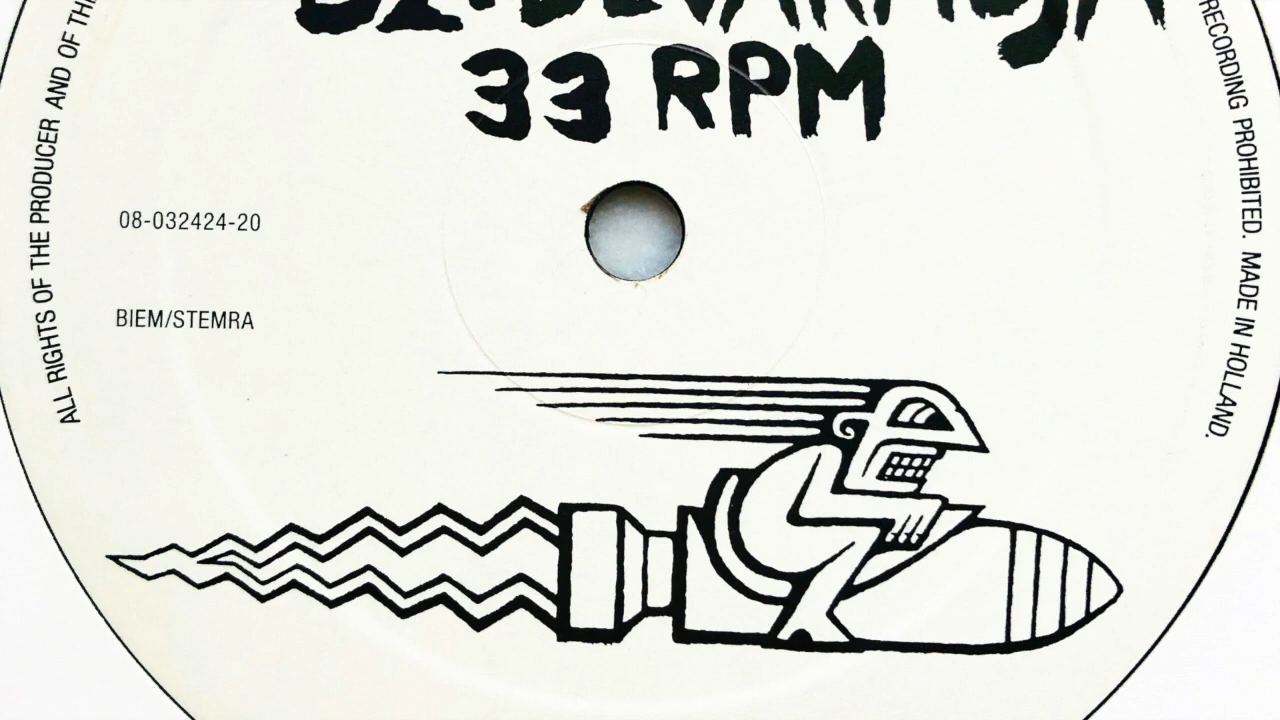 33 RPM
08-032424-20
BIEM/STEMRA
ALL RIGHTS OF THE PRODUCER AND OF
RECORDING PROHIBITED. MADE IN HOLLAND.